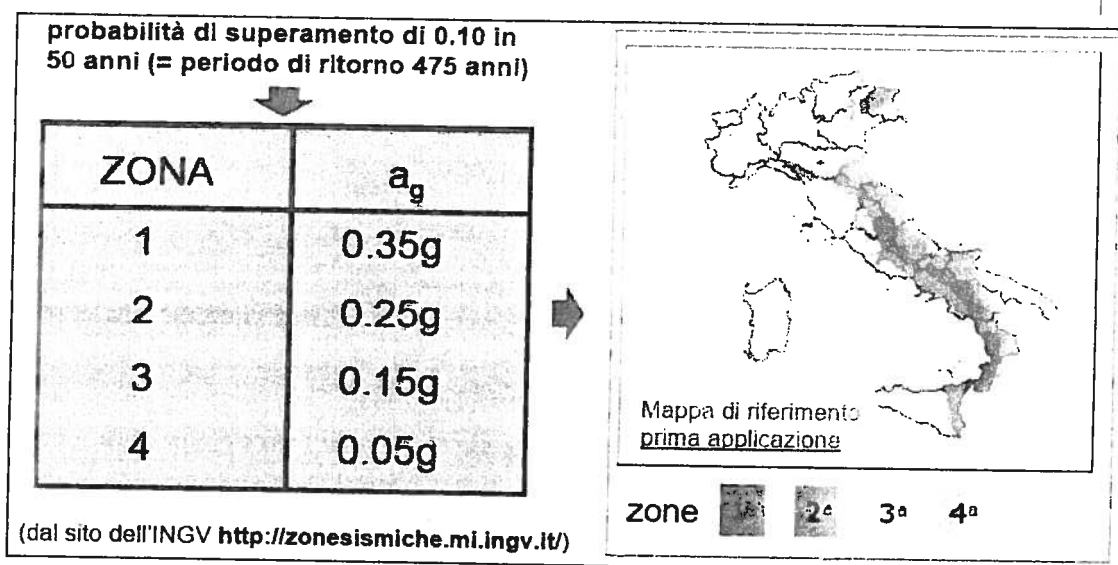 probabilità di superamento di 0.10 in
50 anni (= periodo di ritorno 475 anni)
ZONA ag
1 0.35g
2 0.25g
3 0.15g
4 0.05g
(dal sito dell'INGV http://zonesismiche.mi.ingv.it/)
Mappa di riferimento
prima applicazione
zone 2ª 3ª 4ª